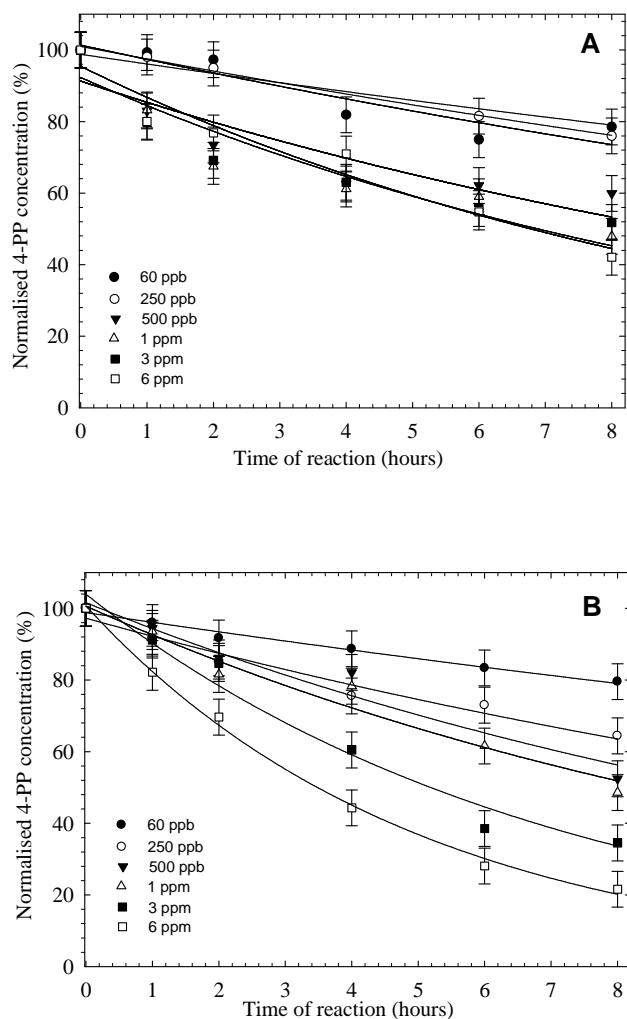 A
Normalised 4-PP concentration (%)
100
80
60
40
20
0
60 ppb
250 ppb
500 ppb
1 ppm
3 ppm
6 ppm
0 1 2 3 4 5 6 7 8
Time of reaction (hours)
B
Normalised 4-PP concentration (%)
100
80
60
40
20
0
60 ppb
250 ppb
500 ppb
1 ppm
3 ppm
6 ppm
0 1 2 3 4 5 6 7 8
Time of reaction (hours)